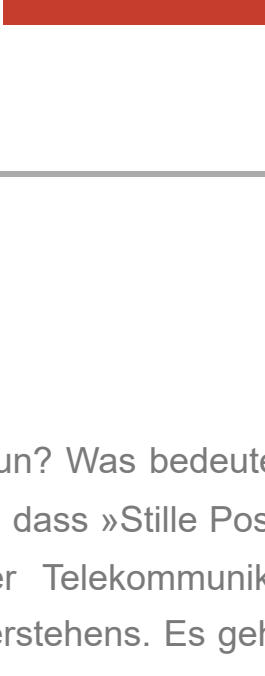 un? Was bedeute
dass »Stille Pos
er Telekommunik
erstehens. Es geh